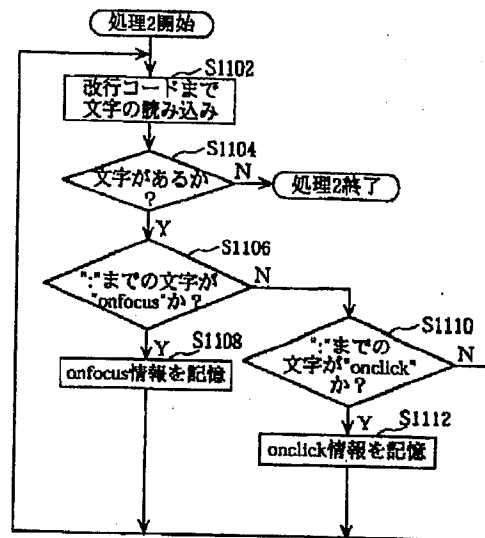 処理2開始
S1102
改行コードまで
文字の読み込み
S1104
文字があるか
?
N
処理2終了
Y
S1106
":"までの文字が
"onfocus"か?
N
Y
S1108
onfocus情報を記憶
S1110
":"までの
文字が"onclick"
か?
N
Y
S1112
onclick情報を記憶